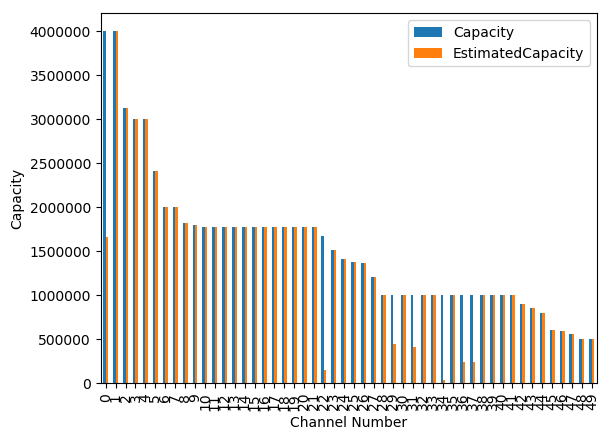 Capacity
EstimatedCapacity
4000000
3500000
3000000
2500000
2000000
1500000
1000000
500000
0
Capacity
0 1 2 3 4 5 6 7 8 9 10 11 12 13 14 15 16 17 18 19 20 21 22 23 24 25 26 27 28 29 30 31 32 33 34 35 36 37 38 39 40 41 42 43 44 45 46 47 48 49
Channel Number